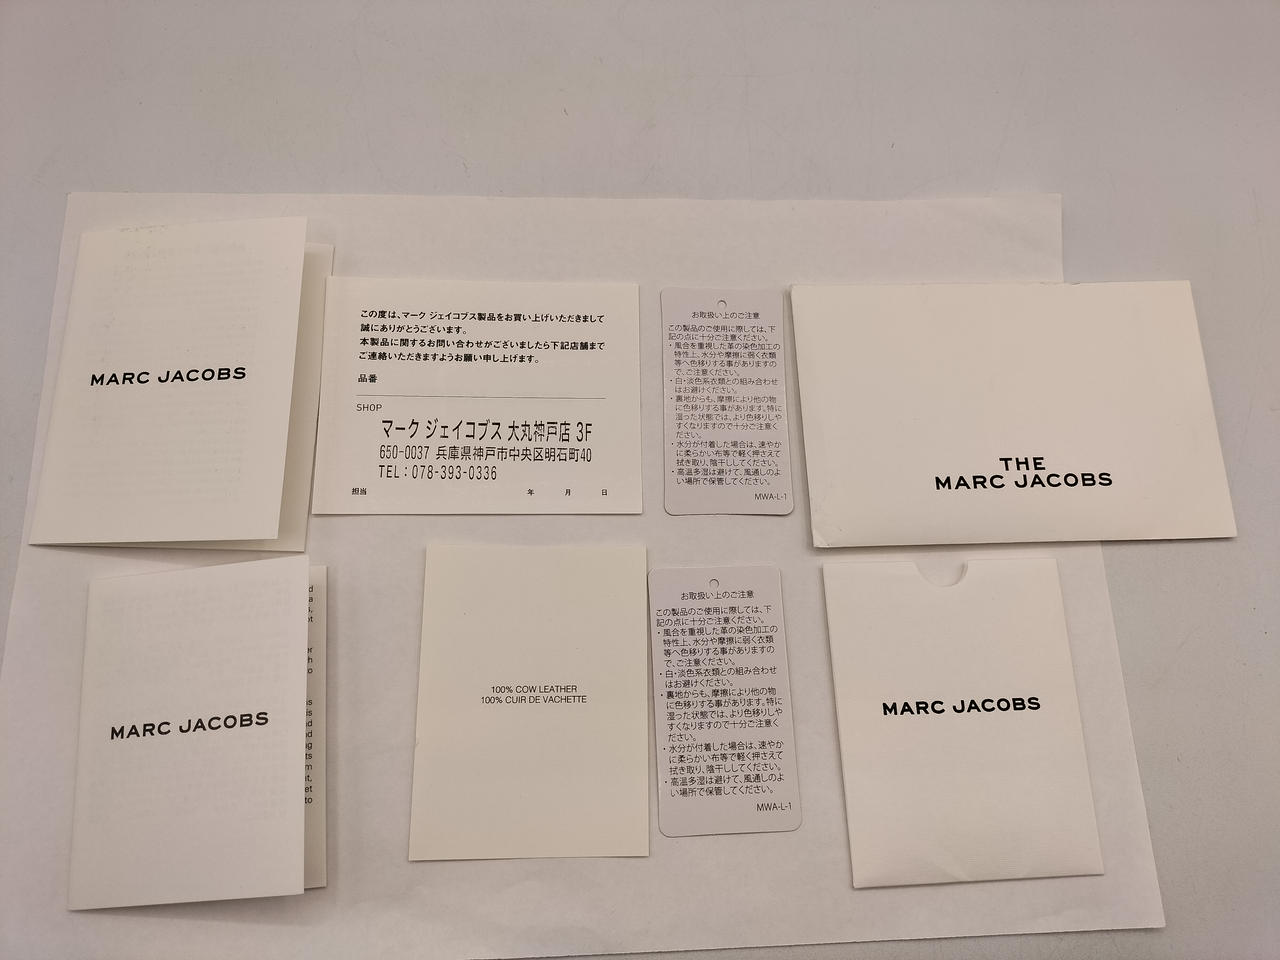 MARC JACOBS
この度は、マーク ジェイコブス製品をお買い上げいただきまして
誠にありがとうございます。
本製品に関するお問い合わせがございましたら下記店舗まで
ご連絡いただきますようお願い申し上げます。
品番
SHOP
マーク ジェイコブス 大丸神戸店 3F
650-0037 兵庫県神戸市中央区明石町40
TEL：078-393-0336
担当 年 月 日
お取扱い上のご注意
この製品のご使用に際しては、下
記の点に十分ご注意ください。
・風合を重視した革の染色加工の
特性上、水分や摩擦に弱く衣類
等へ色移りする事がありますの
で、ご注意ください。
・白・淡色系衣類との組み合わせ
はお避けください。
・裏地からも、摩擦により他の物
に色移りする事があります。特に
湿った状態では、より色移りしや
すくなりますので十分ご注意く
ださい。
・水分が付着した場合は、速やか
に柔らかい布等で軽く押さえて
拭き取り、陰干ししてください。
・高温多湿は避けて、風通しのよ
い場所で保管してください。
MWA-L-1
THE
MARC JACOBS
MARC JACOBS
100% COW LEATHER
100% CUIR DE VACHETTE
お取扱い上のご注意
この製品のご使用に際しては、下
記の点に十分ご注意ください。
・風合を重視した革の染色加工の
特性上、水分や摩擦に弱く衣類
等へ色移りする事がありますの
で、ご注意ください。
・白・淡色系衣類との組み合わせ
はお避けください。
・裏地からも、摩擦により他の物
に色移りする事があります。特に
湿った状態では、より色移りしや
すくなりますので十分ご注意く
ださい。
・水分が付着した場合は、速やか
に柔らかい布等で軽く押さえて
拭き取り、陰干ししてください。
・高温多湿は避けて、風通しのよ
い場所で保管してください。
MWA-L-1
MARC JACOBS